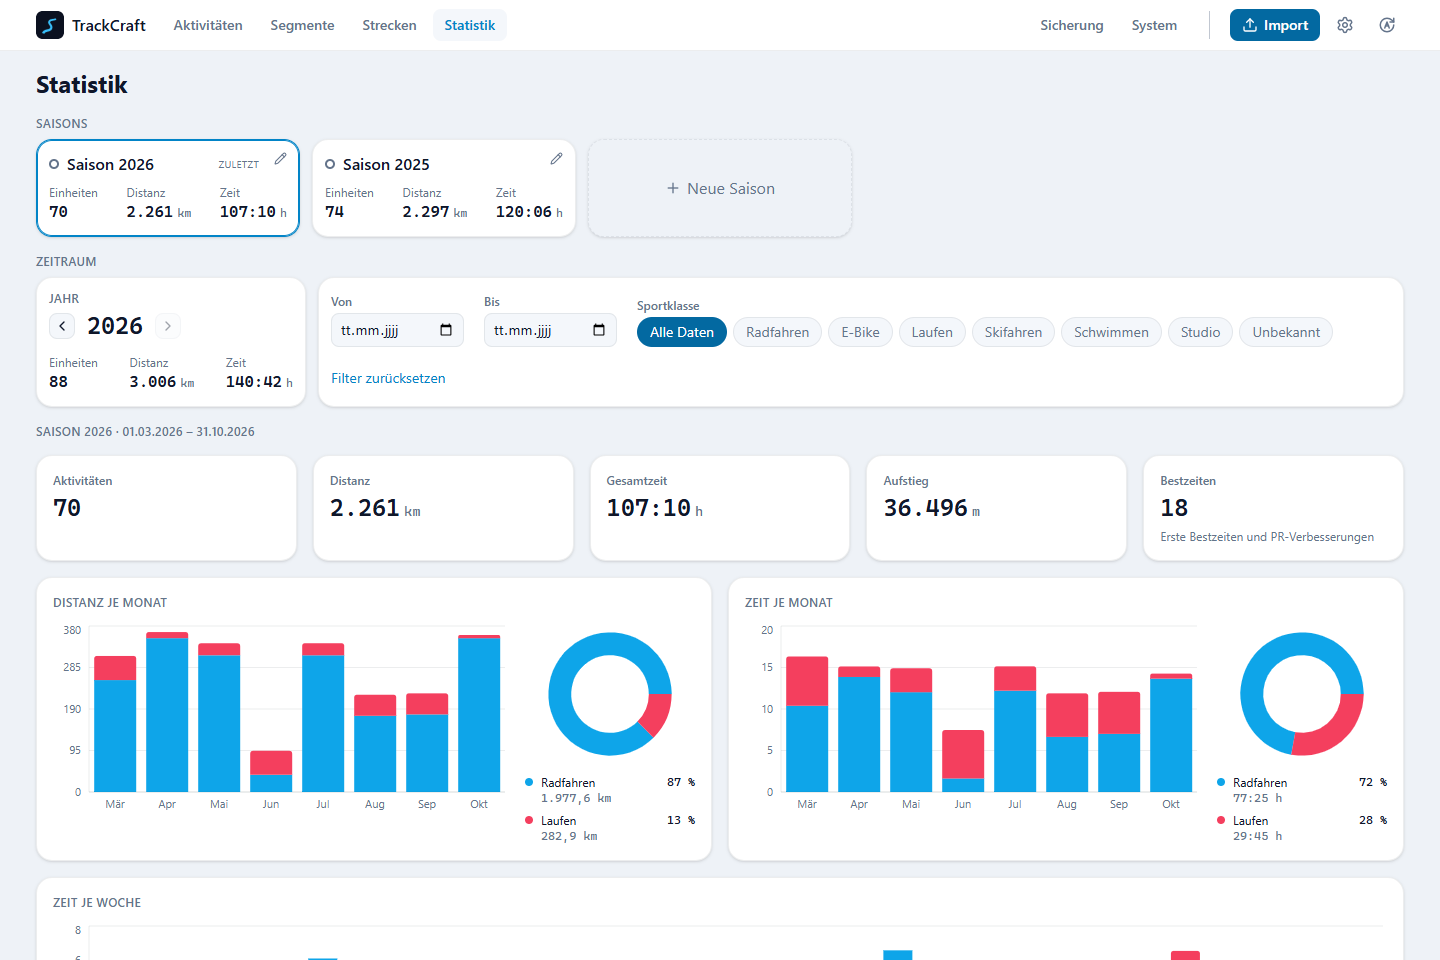 TrackCraft Aktivitäten Segmente Strecken Statistik Sicherung System Import
Statistik
SAISONS
Saison 2026 ZULETZT
Einheiten Distanz Zeit
70 2.261 km 107:10 h
Saison 2025
Einheiten Distanz Zeit
74 2.297 km 120:06 h
+ Neue Saison
ZEITRAUM
JAHR
2026
Einheiten Distanz Zeit
88 3.006 km 140:42 h
Von
tt.mm.jjjj
Bis
tt.mm.jjjj
Sportklasse
Alle Daten Radfahren E-Bike Laufen Skifahren Schwimmen Studio Unbekannt
Filter zurücksetzen
SAISON 2026 · 01.03.2026 – 31.10.2026
Aktivitäten
70
Distanz
2.261 km
Gesamtzeit
107:10 h
Aufstieg
36.496 m
Bestzeiten
18
Erste Bestzeiten und PR-Verbesserungen
DISTANZ JE MONAT
380
285
190
95
0
Mär Apr Mai Jun Jul Aug Sep Okt
Radfahren 87 %
1.977,6 km
Laufen 13 %
282,9 km
ZEIT JE MONAT
20
15
10
5
0
Mär Apr Mai Jun Jul Aug Sep Okt
Radfahren 72 %
77:25 h
Laufen 28 %
29:45 h
ZEIT JE WOCHE
8
6